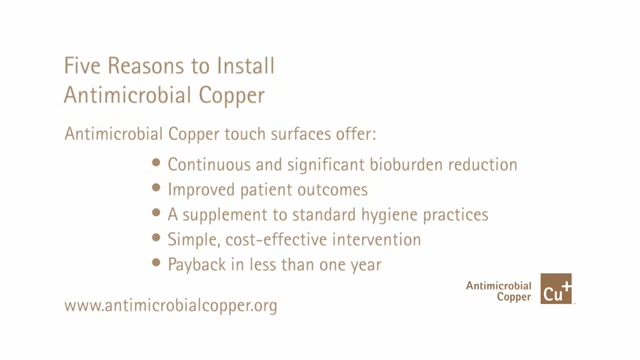 Five Reasons to Install
Antimicrobial Copper
Antimicrobial Copper touch surfaces offer:
• Continuous and significant bioburden reduction
• Improved patient outcomes
• A supplement to standard hygiene practices
• Simple, cost-effective intervention
• Payback in less than one year
Antimicrobial
Copper
Cu+
www.antimicrobialcopper.org